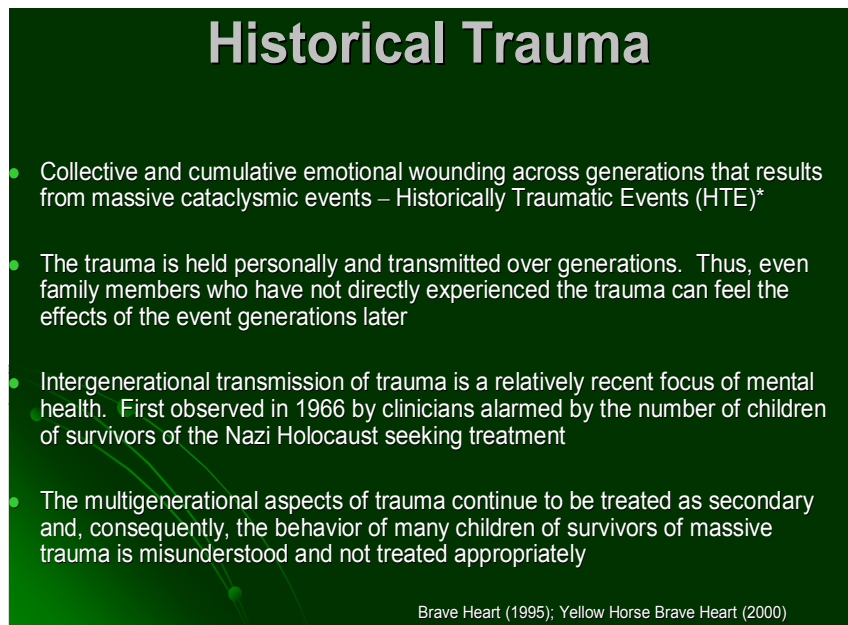 Historical Trauma
• Collective and cumulative emotional wounding across generations that results
from massive cataclysmic events – Historically Traumatic Events (HTE)*
• The trauma is held personally and transmitted over generations.  Thus, even
family members who have not directly experienced the trauma can feel the
effects of the event generations later
• Intergenerational transmission of trauma is a relatively recent focus of mental
health.  First observed in 1966 by clinicians alarmed by the number of children
of survivors of the Nazi Holocaust seeking treatment
• The multigenerational aspects of trauma continue to be treated as secondary
and, consequently, the behavior of many children of survivors of massive
trauma is misunderstood and not treated appropriately
Brave Heart (1995); Yellow Horse Brave Heart (2000)